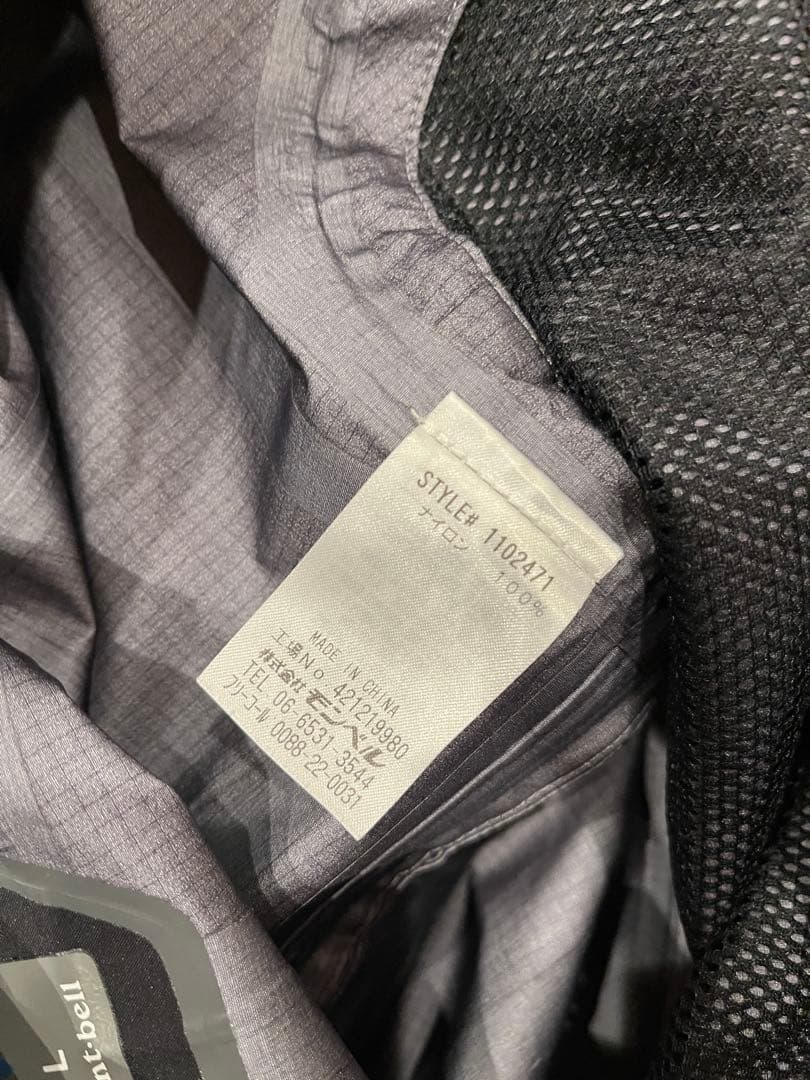 STYLE# 1102471
ナイロン 100%
MADE IN CHINA
工場No 421219980
株式会社モンベル
TEL 06 6531 3544
フリーコール 0088 22-0031
L
nt·bell